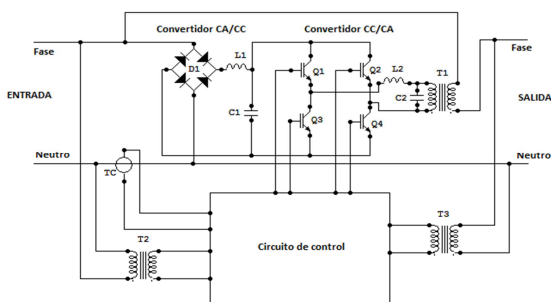 Convertidor CA/CC
Convertidor CC/CA
Fase
Fase
D1
L1
Q1
Q2
L2
T1
ENTRADA
C1
C2
SALIDA
Q3
Q4
Neutro
Neutro
TC
T2
T3
Circuito de control